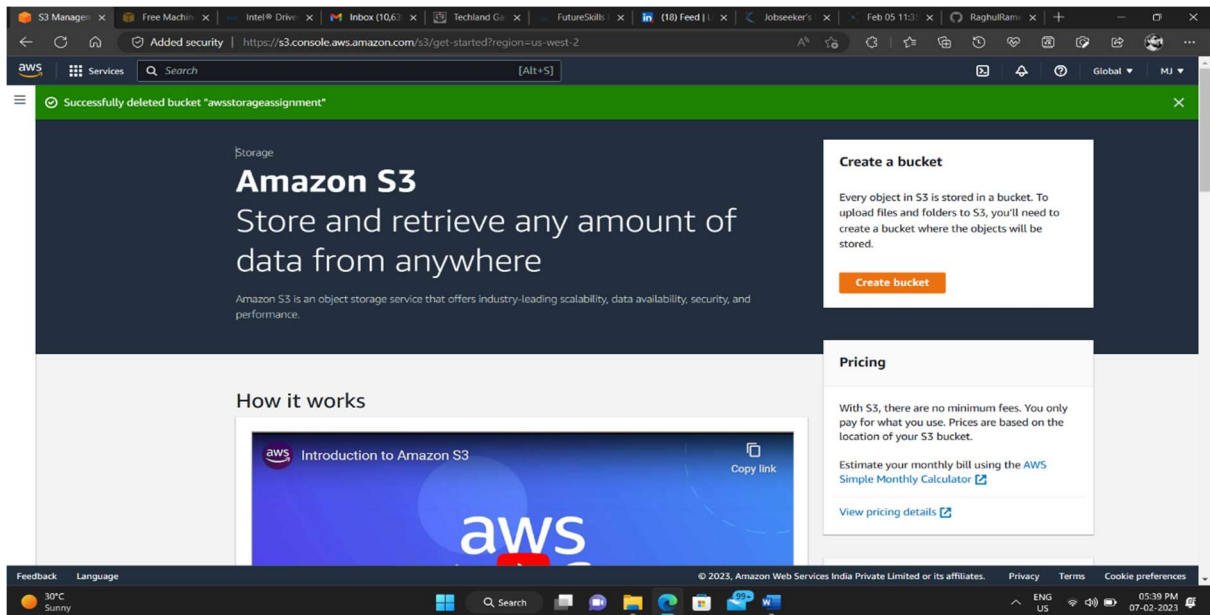 S3 Managem
Free Machin
Intel® Drive
Inbox (10,63
Techland Ga
FutureSkills
(18) Feed | L
Jobseeker's
Feb 05 11:3
RaghulRam
Added security | https://s3.console.aws.amazon.com/s3/get-started?region=us-west-2
aws
Services
Search
[Alt+S]
Global
MJ
Successfully deleted bucket "awsstorageassignment"
Storage
Amazon S3
Store and retrieve any amount of
data from anywhere
Amazon S3 is an object storage service that offers industry-leading scalability, data availability, security, and
performance.
Create a bucket
Every object in S3 is stored in a bucket. To
upload files and folders to S3, you'll need to
create a bucket where the objects will be
stored.
Create bucket
Pricing
With S3, there are no minimum fees. You only
pay for what you use. Prices are based on the
location of your S3 bucket.
Estimate your monthly bill using the AWS
Simple Monthly Calculator
View pricing details
How it works
aws
Introduction to Amazon S3
Copy link
aws
Feedback
Language
© 2023, Amazon Web Services India Private Limited or its affiliates.
Privacy
Terms
Cookie preferences
30°C
Sunny
Search
99+
ENG
US
05:39 PM
07-02-2023